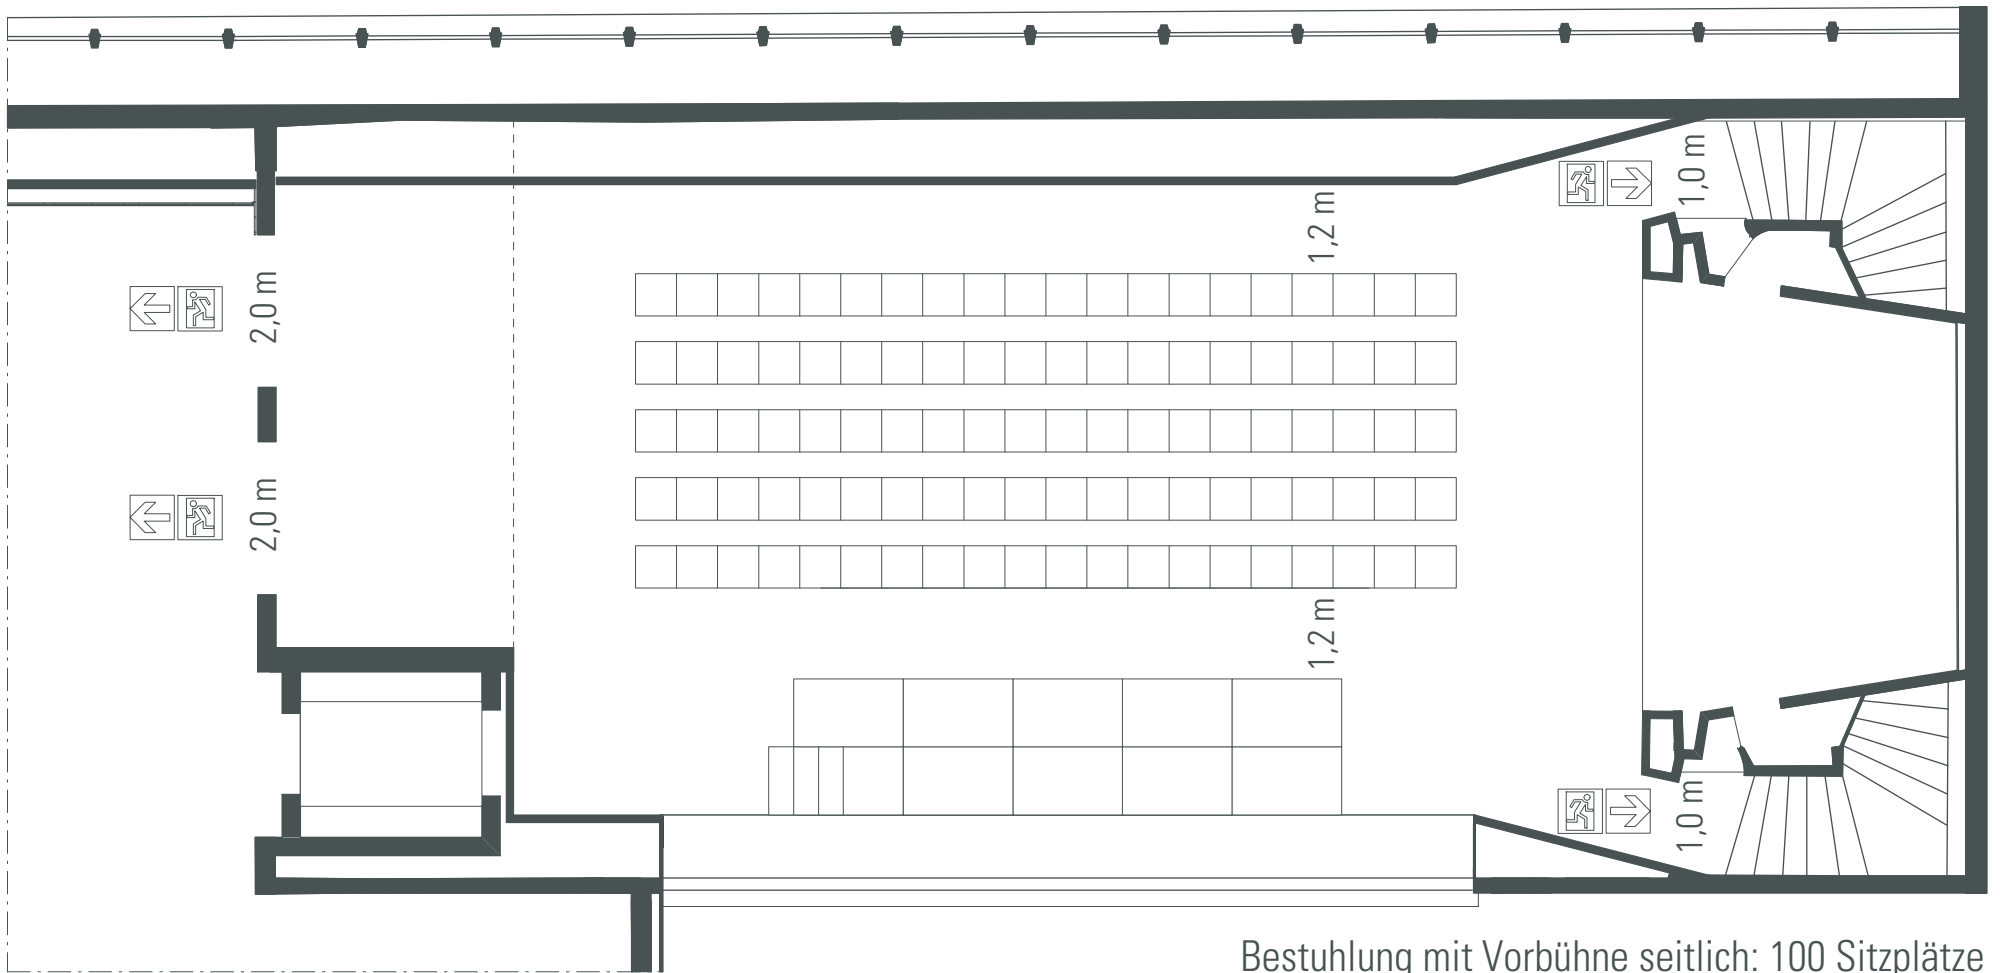 1,0 m
1,2 m
2,0 m
2,0 m
1,2 m
1,0 m
Bestuhlung mit Vorbühne seitlich: 100 Sitzplätze